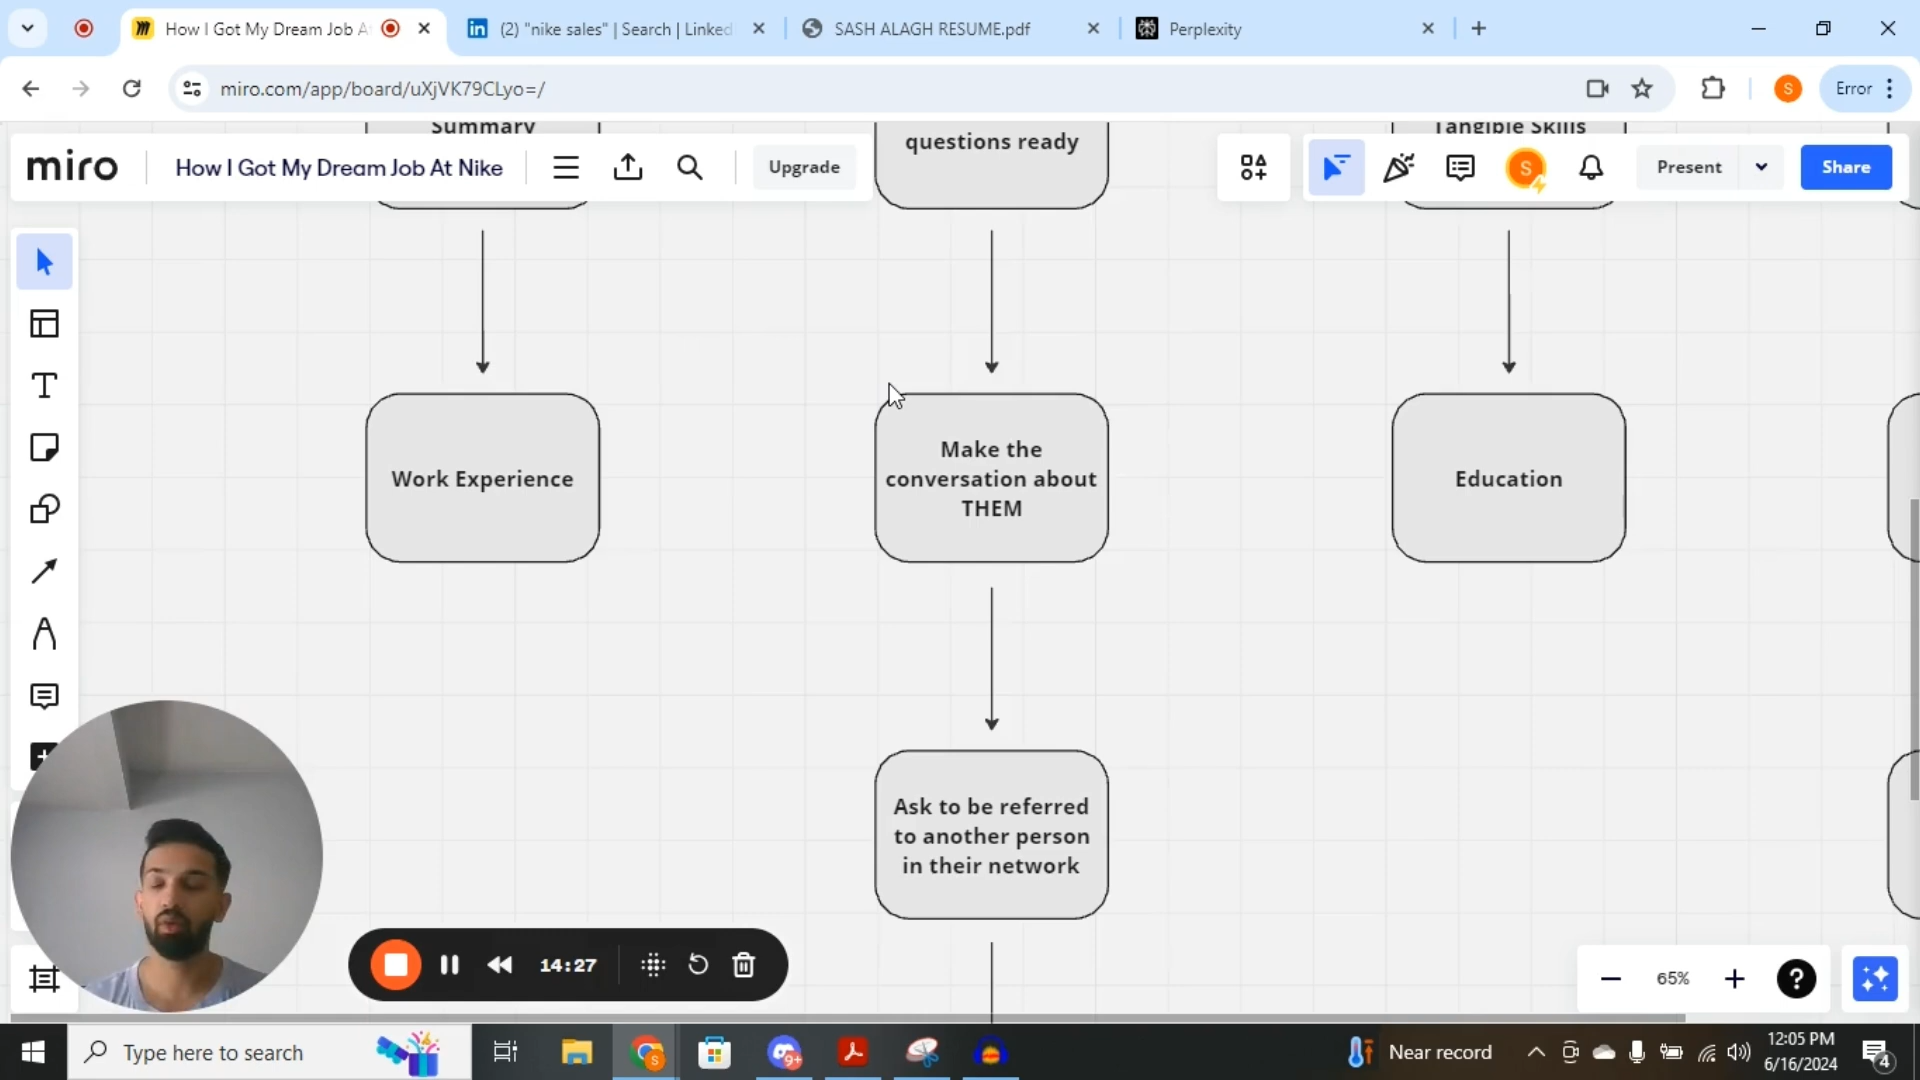 How I Got My Dream Job A
(2) "nike sales" | Search | Linked
SASH ALAGH RESUME.pdf
Perplexity
miro.com/app/board/uXjVK79CLyo=/
S
Error
miro
How I Got My Dream Job At Nike
Upgrade
S
Present
Share
Summary
questions ready
Tangible Skills
Work Experience
Make the
conversation about
THEM
Education
Ask to be referred
to another person
in their network
14:27
65%
Type here to search
9+
Near record
12:05 PM
6/16/2024
4